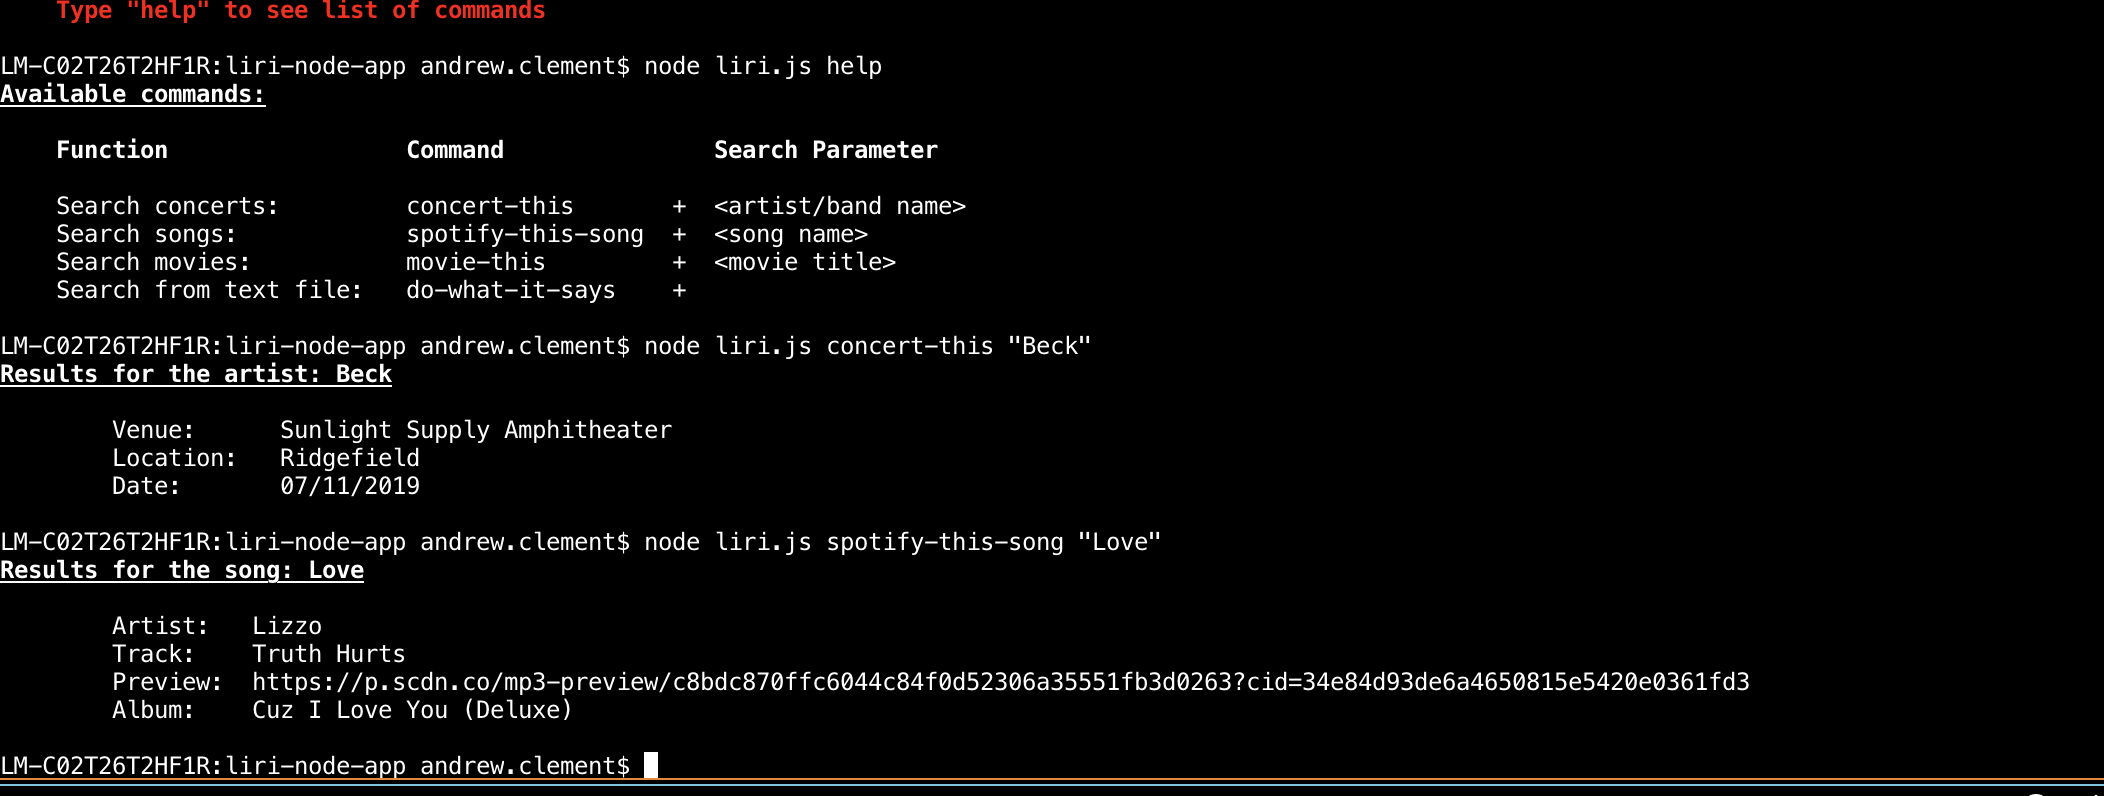 Type "help" to see list of commands
LM-C02T26T2HF1R:liri-node-app andrew.clement$ node liri.js help
Available commands:
Function Command Search Parameter
Search concerts: concert-this + <artist/band name>
Search songs: spotify-this-song + <song name>
Search movies: movie-this + <movie title>
Search from text file: do-what-it-says +
LM-C02T26T2HF1R:liri-node-app andrew.clement$ node liri.js concert-this "Beck"
Results for the artist: Beck
Venue: Sunlight Supply Amphitheater
Location: Ridgefield
Date: 07/11/2019
LM-C02T26T2HF1R:liri-node-app andrew.clement$ node liri.js spotify-this-song "Love"
Results for the song: Love
Artist: Lizzo
Track: Truth Hurts
Preview: https://p.scdn.co/mp3-preview/c8bdc870ffc6044c84f0d52306a35551fb3d0263?cid=34e84d93de6a4650815e5420e0361fd3
Album: Cuz I Love You (Deluxe)
LM-C02T26T2HF1R:liri-node-app andrew.clement$